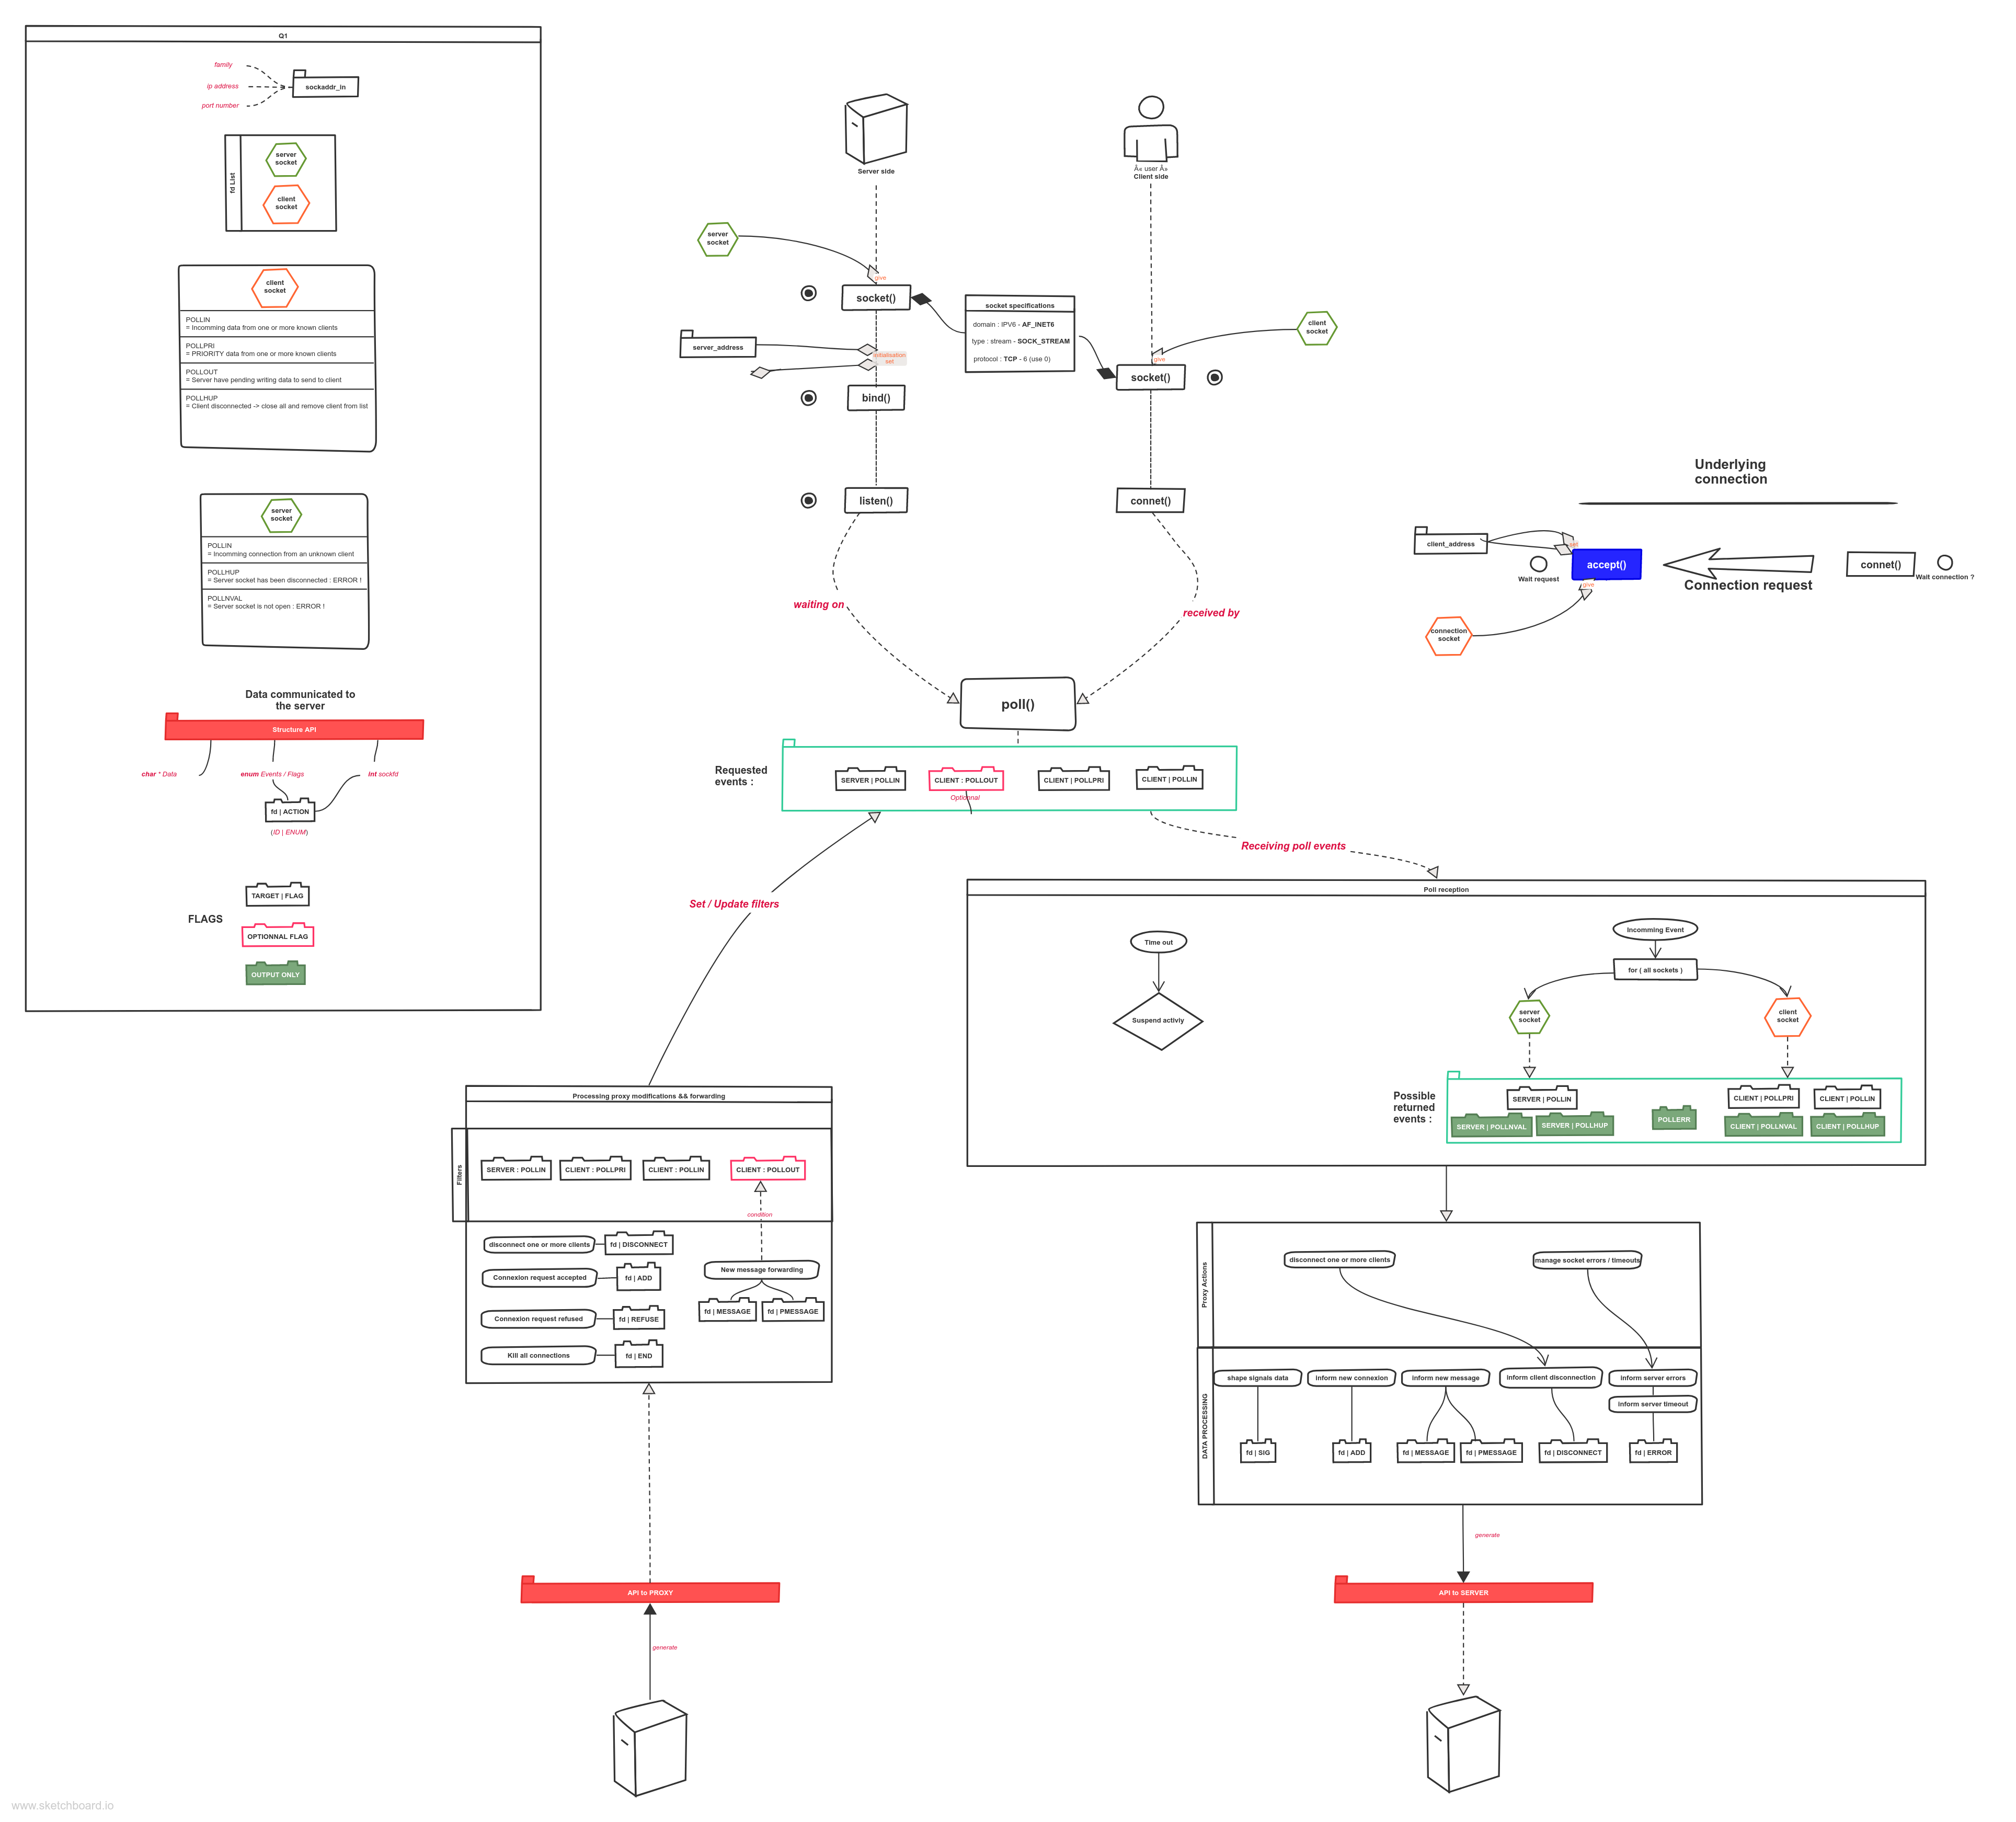 Q1
family
ip address
port number
sockaddr_in
fd List
server
socket
client
socket
client
socket
POLLIN
= Incomming data from one or more known clients
POLLPRI
= PRIORITY data from one or more known clients
POLLOUT
= Server have pending writing data to send to client
POLLHUP
= Client disconnected -> close all and remove client from list
server
socket
POLLIN
= Incomming connection from an unknown client
POLLHUP
= Server socket has been disconnected : ERROR !
POLLNVAL
= Server socket is not open : ERROR !
Data communicated to
the server
Structure API
char * Data
enum Events / Flags
int sockfd
fd | ACTION
(ID | ENUM)
FLAGS
TARGET | FLAG
OPTIONNAL FLAG
OUTPUT ONLY
Server side
Â« user Â»
Client side
server
socket
give
socket()
socket specifications
domain : IPV6 - AF_INET6
type : stream - SOCK_STREAM
protocol : TCP - 6 (use 0)
client
socket
give
socket()
server_address
initialisation
set
bind()
listen()
connet()
Underlying
connection
client_address
set
Wait request
accept()
give
Connection request
connet()
Wait connection ?
connection
socket
waiting on
received by
poll()
Requested
events :
SERVER | POLLIN
CLIENT : POLLOUT
Optionnal
CLIENT | POLLPRI
CLIENT | POLLIN
Receiving poll events
Set / Update filters
Poll reception
Time out
Suspend activiy
Incomming Event
for ( all sockets )
server
socket
client
socket
Possible
returned
events :
SERVER | POLLIN
CLIENT | POLLPRI
CLIENT | POLLIN
SERVER | POLLNVAL
SERVER | POLLHUP
POLLERR
CLIENT | POLLNVAL
CLIENT | POLLHUP
Processing proxy modifications && forwarding
Filters
SERVER : POLLIN
CLIENT : POLLPRI
CLIENT : POLLIN
CLIENT : POLLOUT
condition
disconnect one or more clients
fd | DISCONNECT
Connexion request accepted
fd | ADD
New message forwarding
fd | MESSAGE
fd | PMESSAGE
Connexion request refused
fd | REFUSE
Kill all connections
fd | END
Proxy Actions
disconnect one or more clients
manage socket errors / timeouts
DATA PROCESSING
shape signals data
inform new connexion
inform new message
inform client disconnection
inform server errors
inform server timeout
fd | SIG
fd | ADD
fd | MESSAGE
fd | PMESSAGE
fd | DISCONNECT
fd | ERROR
generate
API to PROXY
API to SERVER
generate
www.sketchboard.io